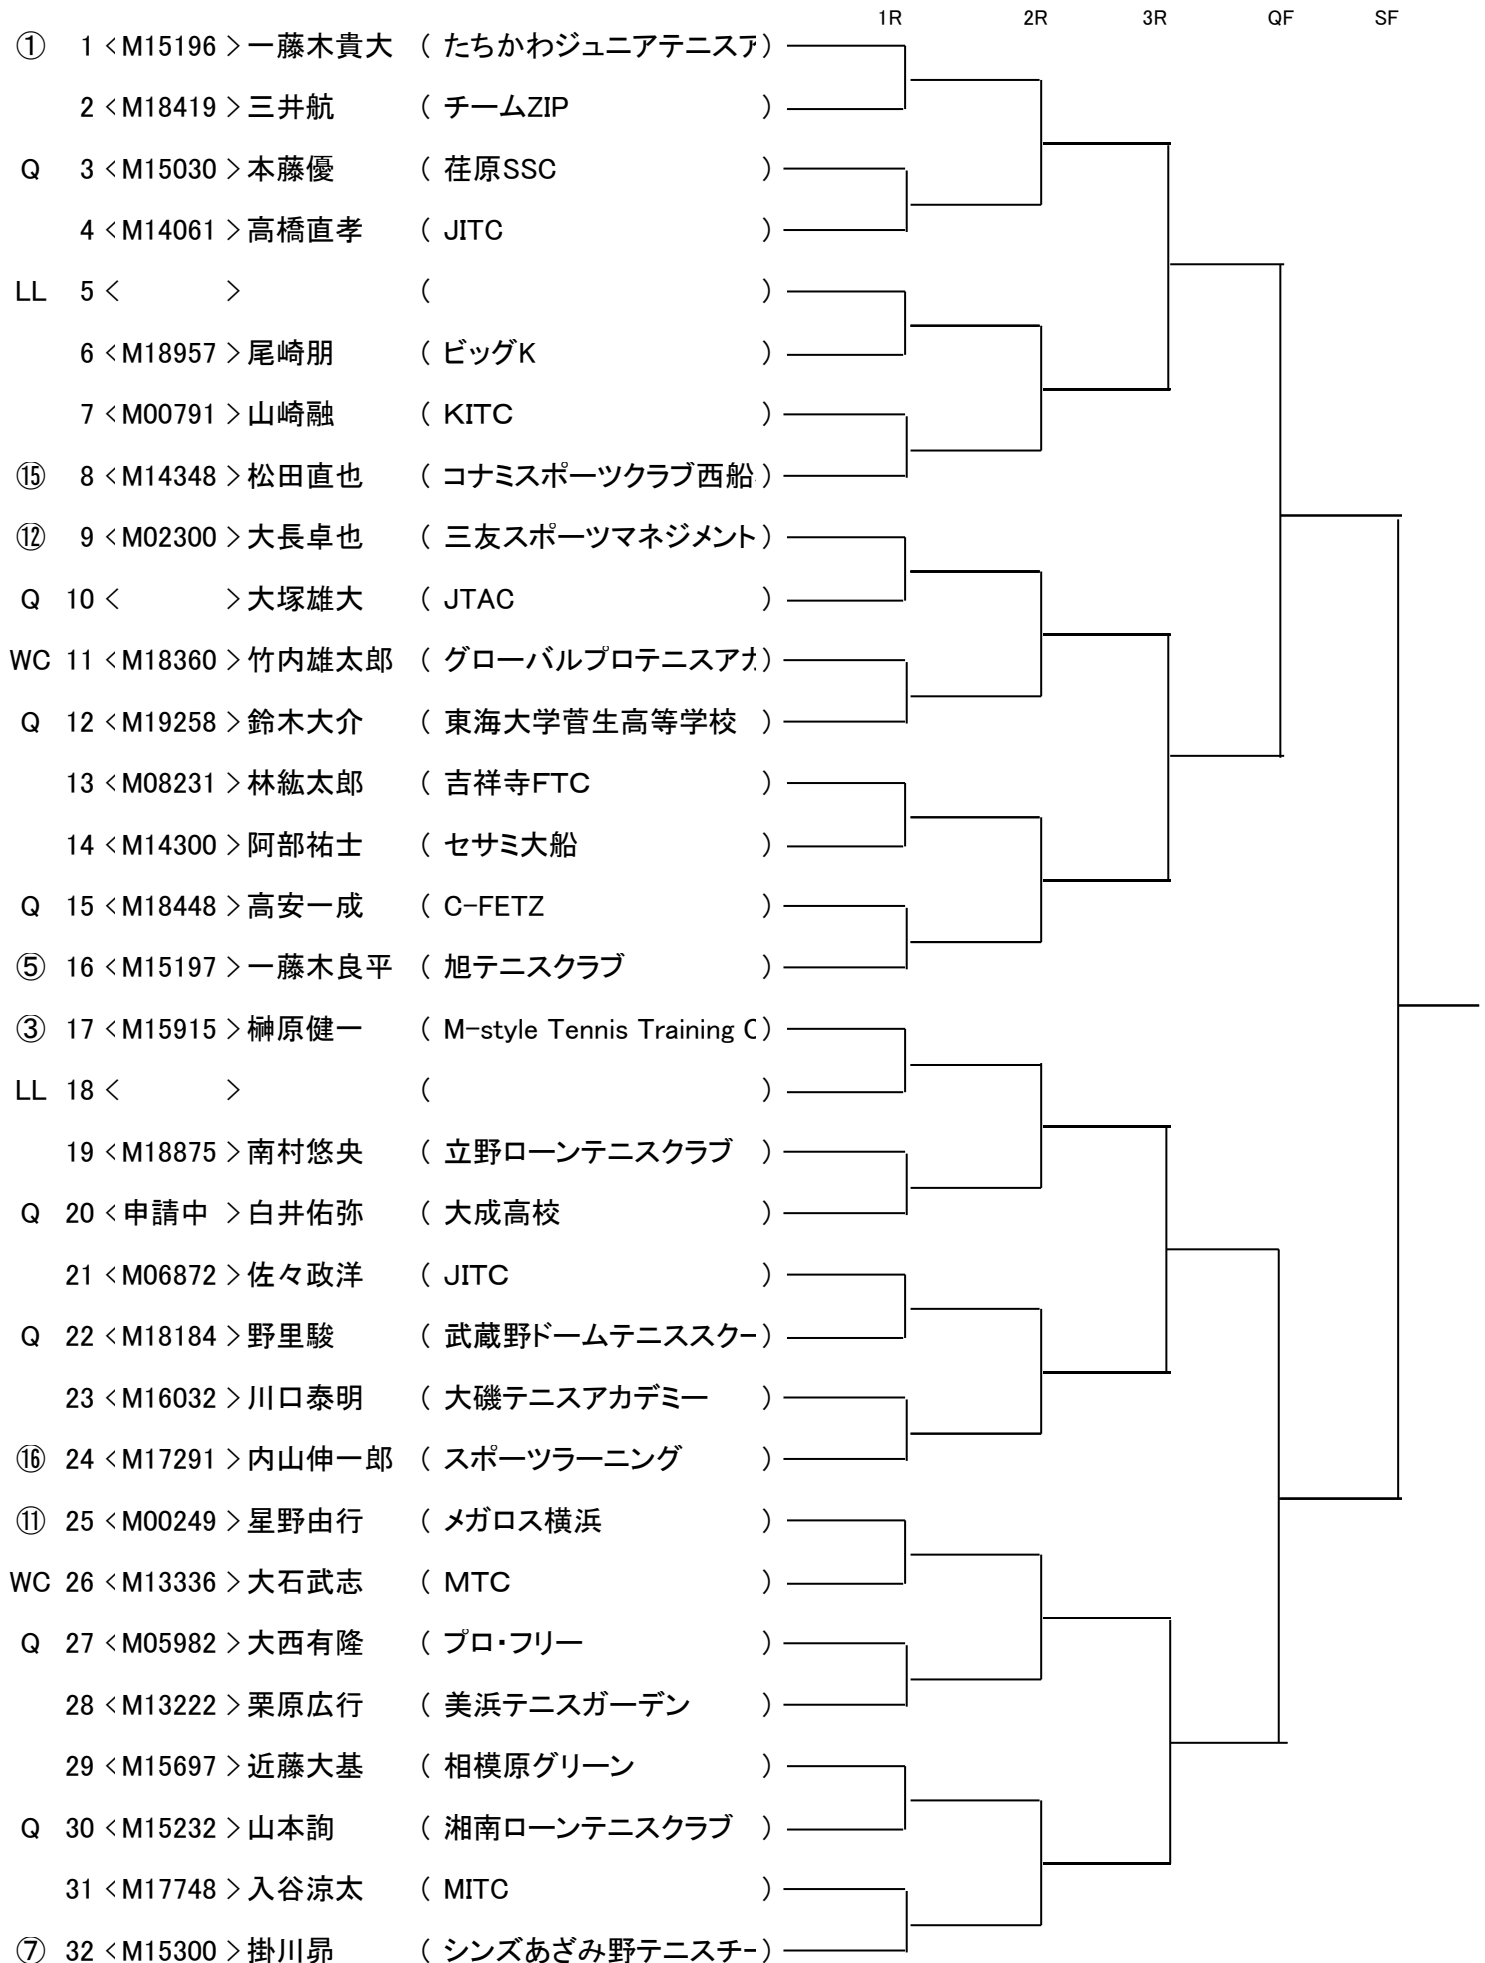 1R 2R 3R QF SF
① 1 <M15196 >一藤木貴大 ( たちかわジュニアテニスア)
2 <M18419 >三井航 ( チームZIP )
Q 3 <M15030 >本藤優 ( 荏原SSC )
4 <M14061 >高橋直孝 ( JITC )
LL 5 < > ( )
6 <M18957 >尾崎朋 ( ビッグK )
7 <M00791 >山崎融 ( KITC )
⑮ 8 <M14348 >松田直也 ( コナミスポーツクラブ西船 )
⑫ 9 <M02300 >大長卓也 ( 三友スポーツマネジメント)
Q 10 < >大塚雄大 ( JTAC )
WC 11 <M18360 >竹内雄太郎 ( グローバルプロテニスアカ)
Q 12 <M19258 >鈴木大介 ( 東海大学菅生高等学校 )
13 <M08231 >林紘太郎 ( 吉祥寺FTC )
14 <M14300 >阿部祐士 ( セサミ大船 )
Q 15 <M18448 >高安一成 ( C-FETZ )
⑤ 16 <M15197 >一藤木良平 ( 旭テニスクラブ )
③ 17 <M15915 >榊原健一 ( M-style Tennis Training C)
LL 18 < > ( )
19 <M18875 >南村悠央 ( 立野ローンテニスクラブ )
Q 20 <申請中 >白井佑弥 ( 大成高校 )
21 <M06872 >佐々政洋 ( JITC )
Q 22 <M18184 >野里駿 ( 武蔵野ドームテニススクー)
23 <M16032 >川口泰明 ( 大磯テニスアカデミー )
⑯ 24 <M17291 >内山伸一郎 ( スポーツラーニング )
⑪ 25 <M00249 >星野由行 ( メガロス横浜 )
WC 26 <M13336 >大石武志 ( MTC )
Q 27 <M05982 >大西有隆 ( プロ・フリー )
28 <M13222 >栗原広行 ( 美浜テニスガーデン )
29 <M15697 >近藤大基 ( 相模原グリーン )
Q 30 <M15232 >山本詢 ( 湘南ローンテニスクラブ )
31 <M17748 >入谷涼太 ( MITC )
⑦ 32 <M15300 >掛川昴 ( シンズあざみ野テニスチー)